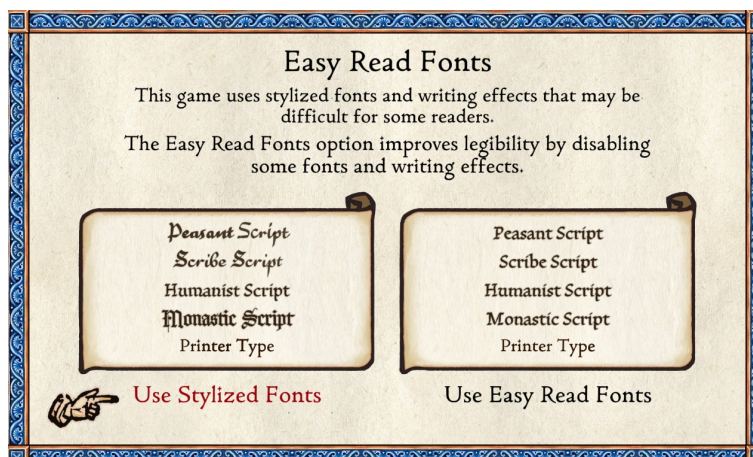 Easy Read Fonts
This game uses stylized fonts and writing effects that may be
difficult for some readers.
The Easy Read Fonts option improves legibility by disabling
some fonts and writing effects.
Peasant Script
Scribe Script
Humanist Script
Monastic Script
Printer Type
Use Stylized Fonts
Peasant Script
Scribe Script
Humanist Script
Monastic Script
Printer Type
Use Easy Read Fonts